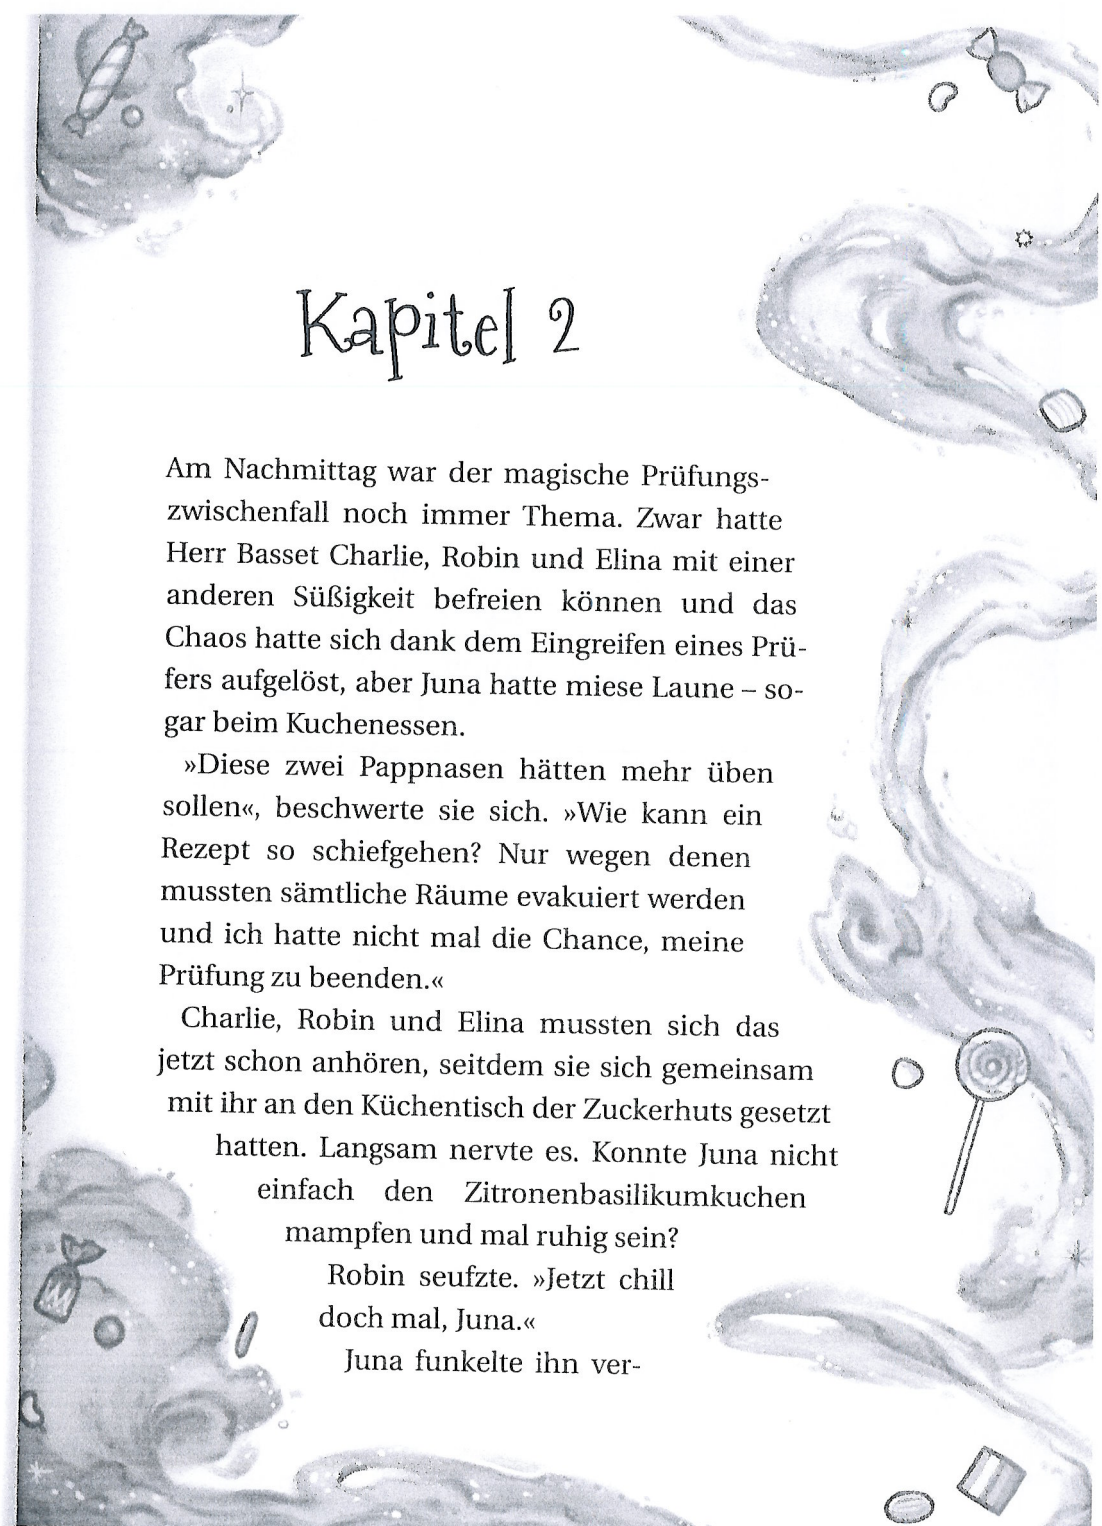 Kapitel 2
Am Nachmittag war der magische Prüfungs-
zwischenfall noch immer Thema. Zwar hatte
Herr Basset Charlie, Robin und Elina mit einer
anderen Süßigkeit befreien können und das
Chaos hatte sich dank dem Eingreifen eines Prü-
fers aufgelöst, aber Juna hatte miese Laune – so-
gar beim Kuchenessen.
»Diese zwei Pappnasen hätten mehr üben
sollen«, beschwerte sie sich. »Wie kann ein
Rezept so schiefgehen? Nur wegen denen
mussten sämtliche Räume evakuiert werden
und ich hatte nicht mal die Chance, meine
Prüfung zu beenden.«
Charlie, Robin und Elina mussten sich das
jetzt schon anhören, seitdem sie sich gemeinsam
mit ihr an den Küchentisch der Zuckerhuts gesetzt
hatten. Langsam nervte es. Konnte Juna nicht
einfach den Zitronenbasilikumkuchen
mampfen und mal ruhig sein?
Robin seufzte. »Jetzt chill
doch mal, Juna.«
Juna funkelte ihn ver-